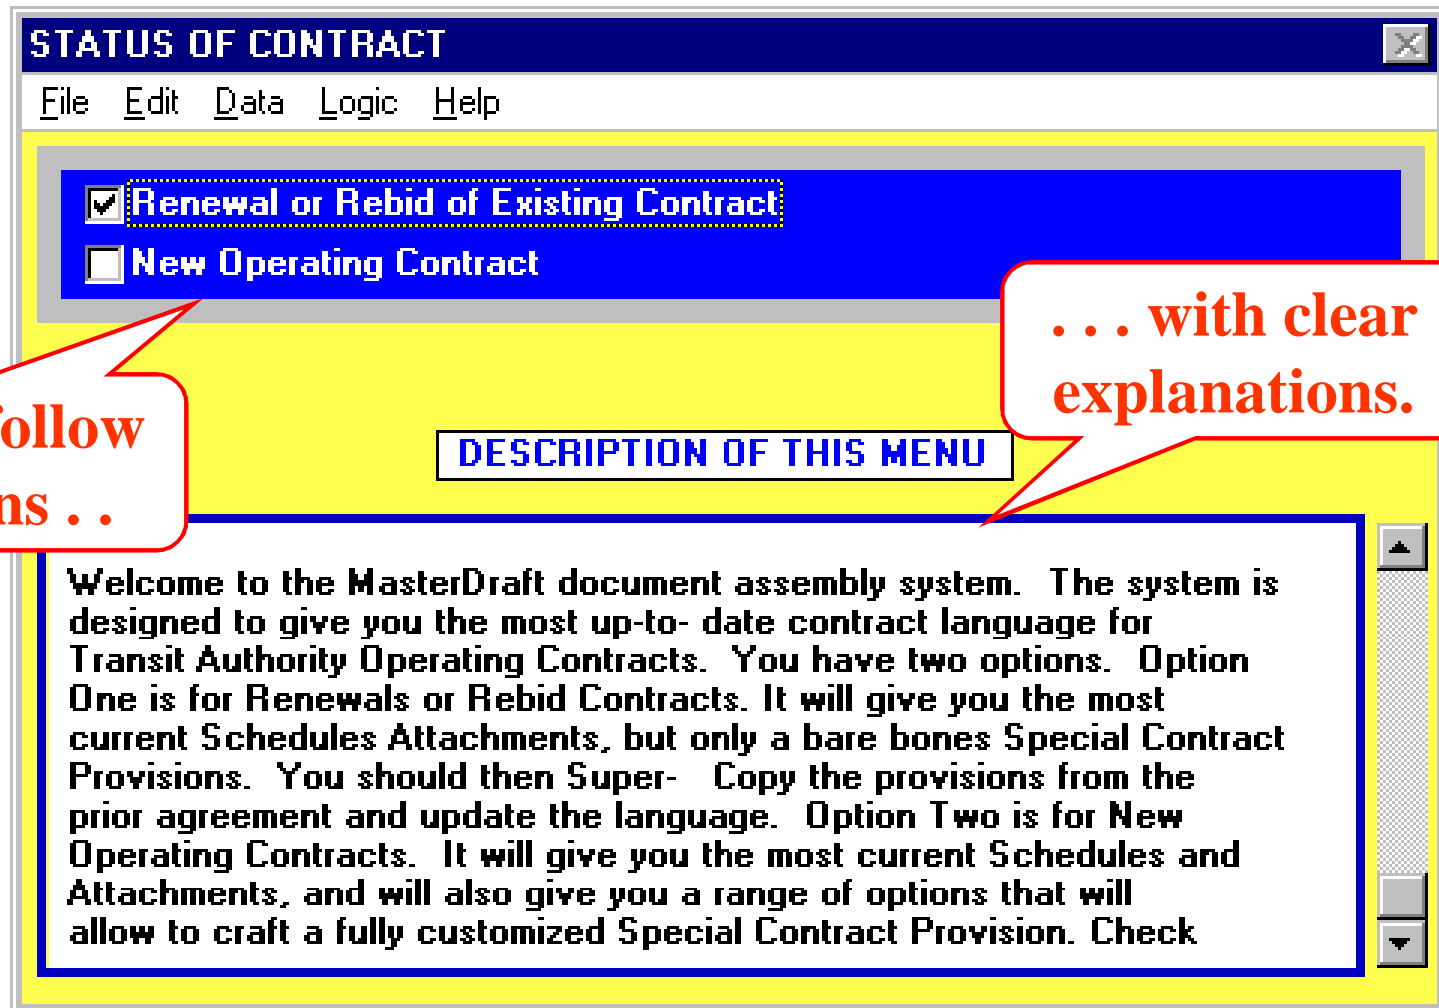 STATUS OF CONTRACT
File Edit Data Logic Help
Renewal or Rebid of Existing Contract
New Operating Contract
. . . with clear
explanations.
follow
ns . .
DESCRIPTION OF THIS MENU
Welcome to the MasterDraft document assembly system. The system is
designed to give you the most up-to- date contract language for
Transit Authority Operating Contracts. You have two options. Option
One is for Renewals or Rebid Contracts. It will give you the most
current Schedules Attachments, but only a bare bones Special Contract
Provisions. You should then Super- Copy the provisions from the
prior agreement and update the language. Option Two is for New
Operating Contracts. It will give you the most current Schedules and
Attachments, and will also give you a range of options that will
allow to craft a fully customized Special Contract Provision. Check